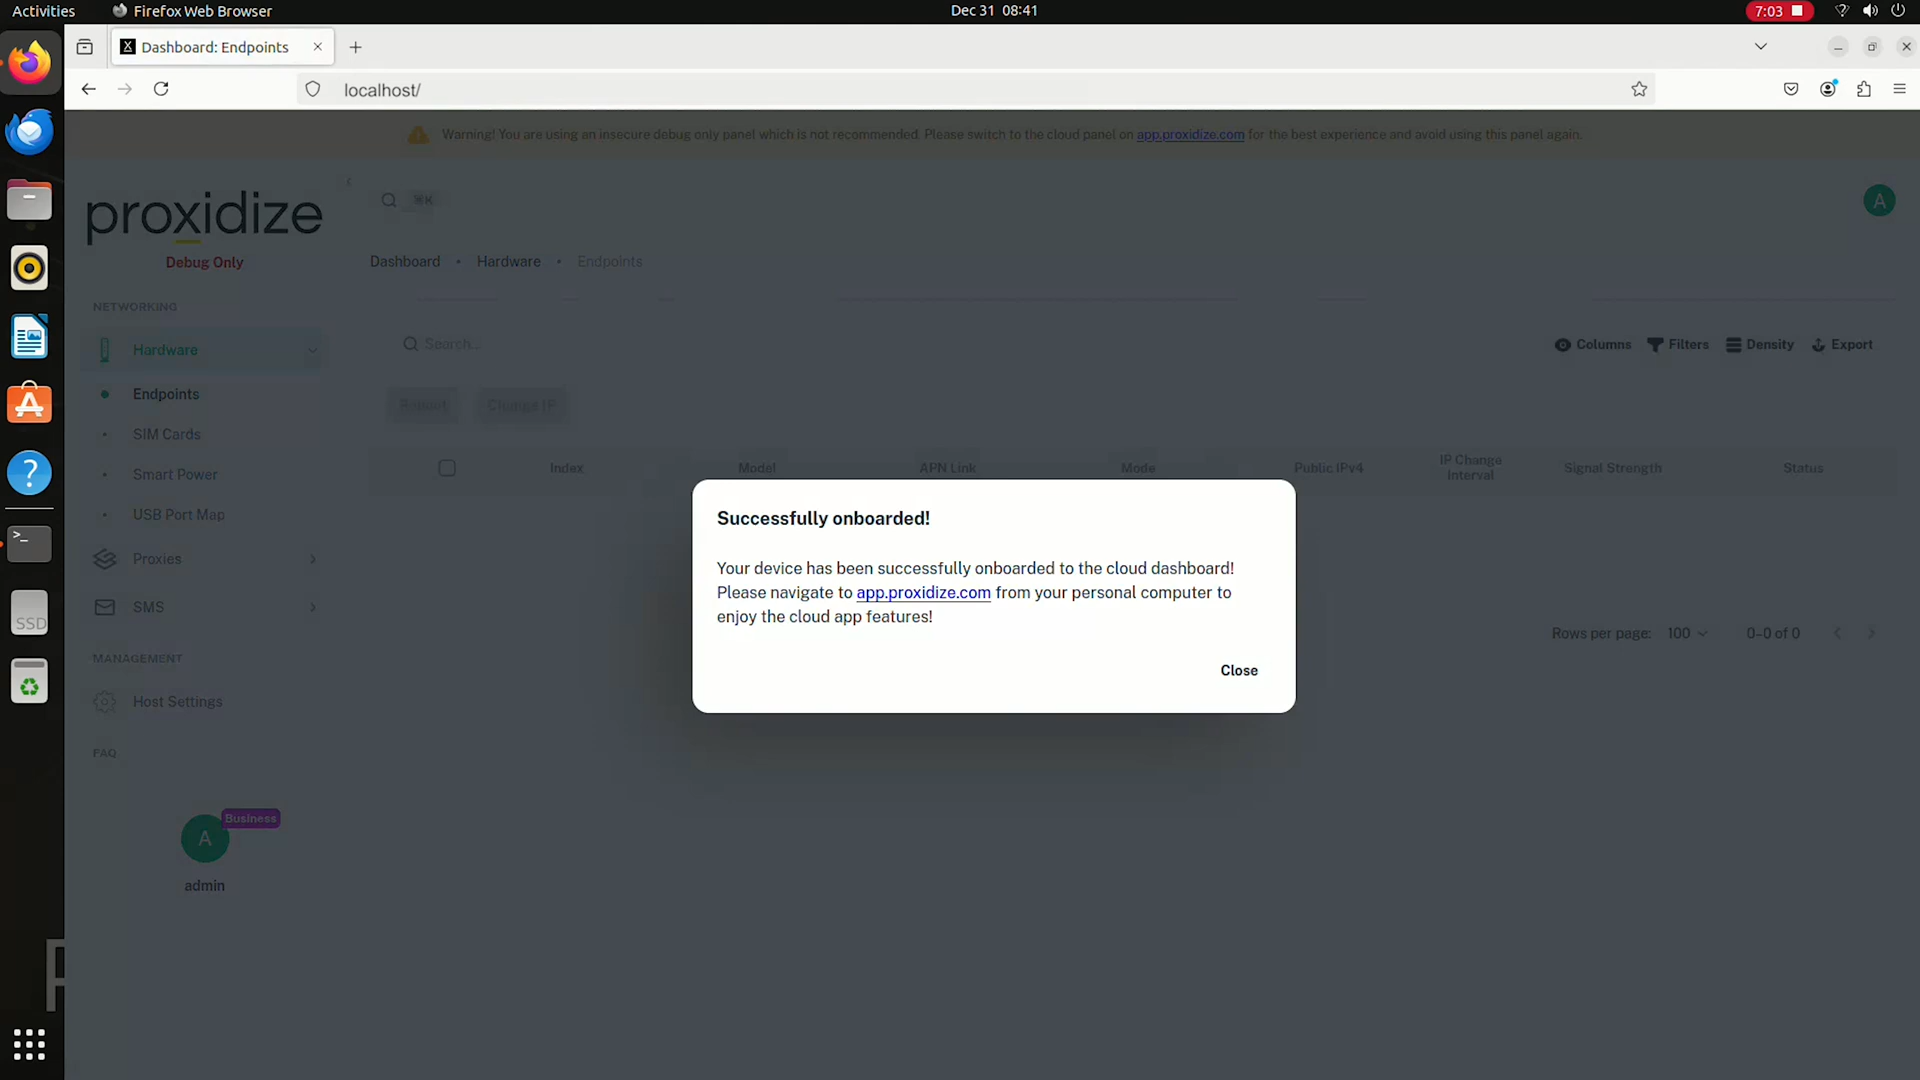 Activities
Firefox Web Browser
Dec 31 08:41
7:03
Dashboard: Endpoints
localhost/
Warning! You are using an insecure debug only panel which is not recommended. Please switch to the cloud panel on app.proxidize.com for the best experience and avoid using this panel again.
proxidize
Debug Only
⌘K
A
Dashboard • Hardware • Endpoints
NETWORKING
Hardware
Endpoints
SIM Cards
Smart Power
USB Port Map
Proxies
SMS
MANAGEMENT
Host Settings
FAQ
A
Business
admin
Search...
Columns
Filters
Density
Export
Reboot
Change IP
Index
Model
APN Link
Mode
Public IPv4
IP Change
Interval
Signal Strength
Status
Successfully onboarded!
Your device has been successfully onboarded to the cloud dashboard!
Please navigate to app.proxidize.com from your personal computer to
enjoy the cloud app features!
Close
Rows per page: 100
0–0 of 0
SSD